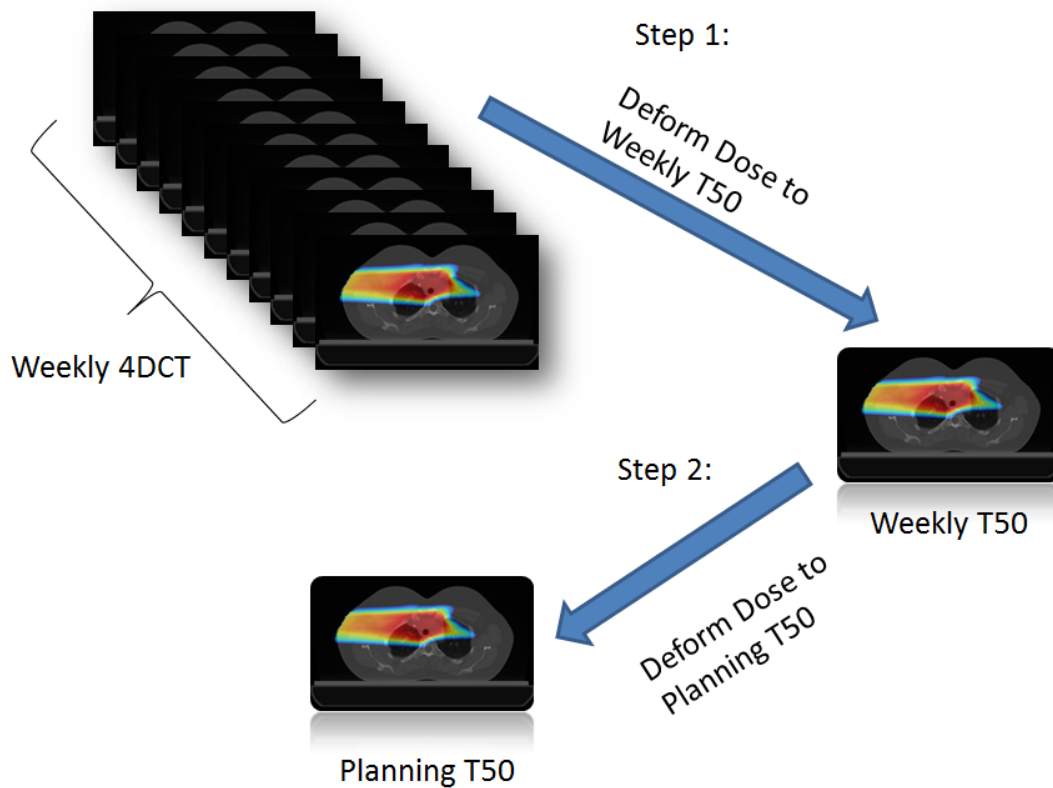 Step 1:
Deform Dose to
Weekly T50
Weekly 4DCT
Step 2:
Weekly T50
Deform Dose to
Planning T50
Planning T50